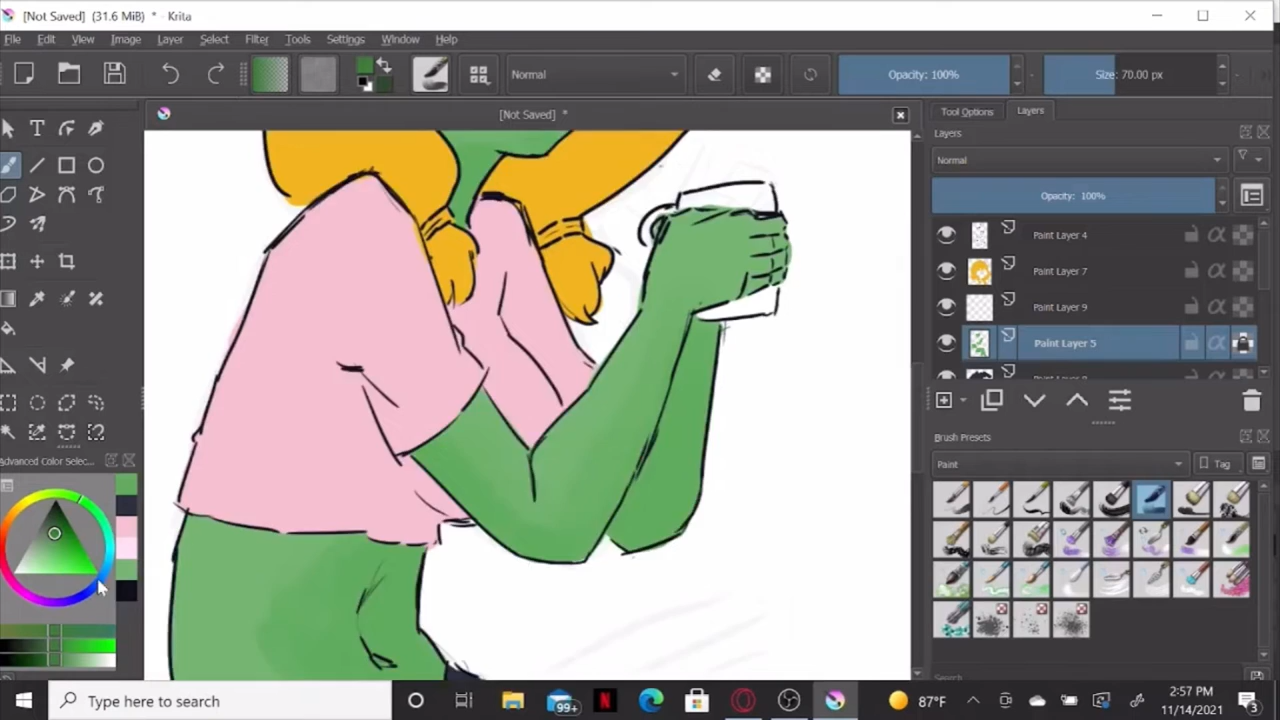 [Not Saved] (31.6 MiB) * - Krita
File Edit View Image Layer Select Filter Tools Settings Window Help
Normal
Opacity: 100%
Size: 70.00 px
[Not Saved] *
Tool Options Layers
Layers
Normal
Opacity: 100%
Paint Layer 4
Paint Layer 7
Paint Layer 9
Paint Layer 5
Brush Presets
Paint
Tag
Advanced Color Selec...
Type here to search
99+
87°F
2:57 PM
11/14/2021
3